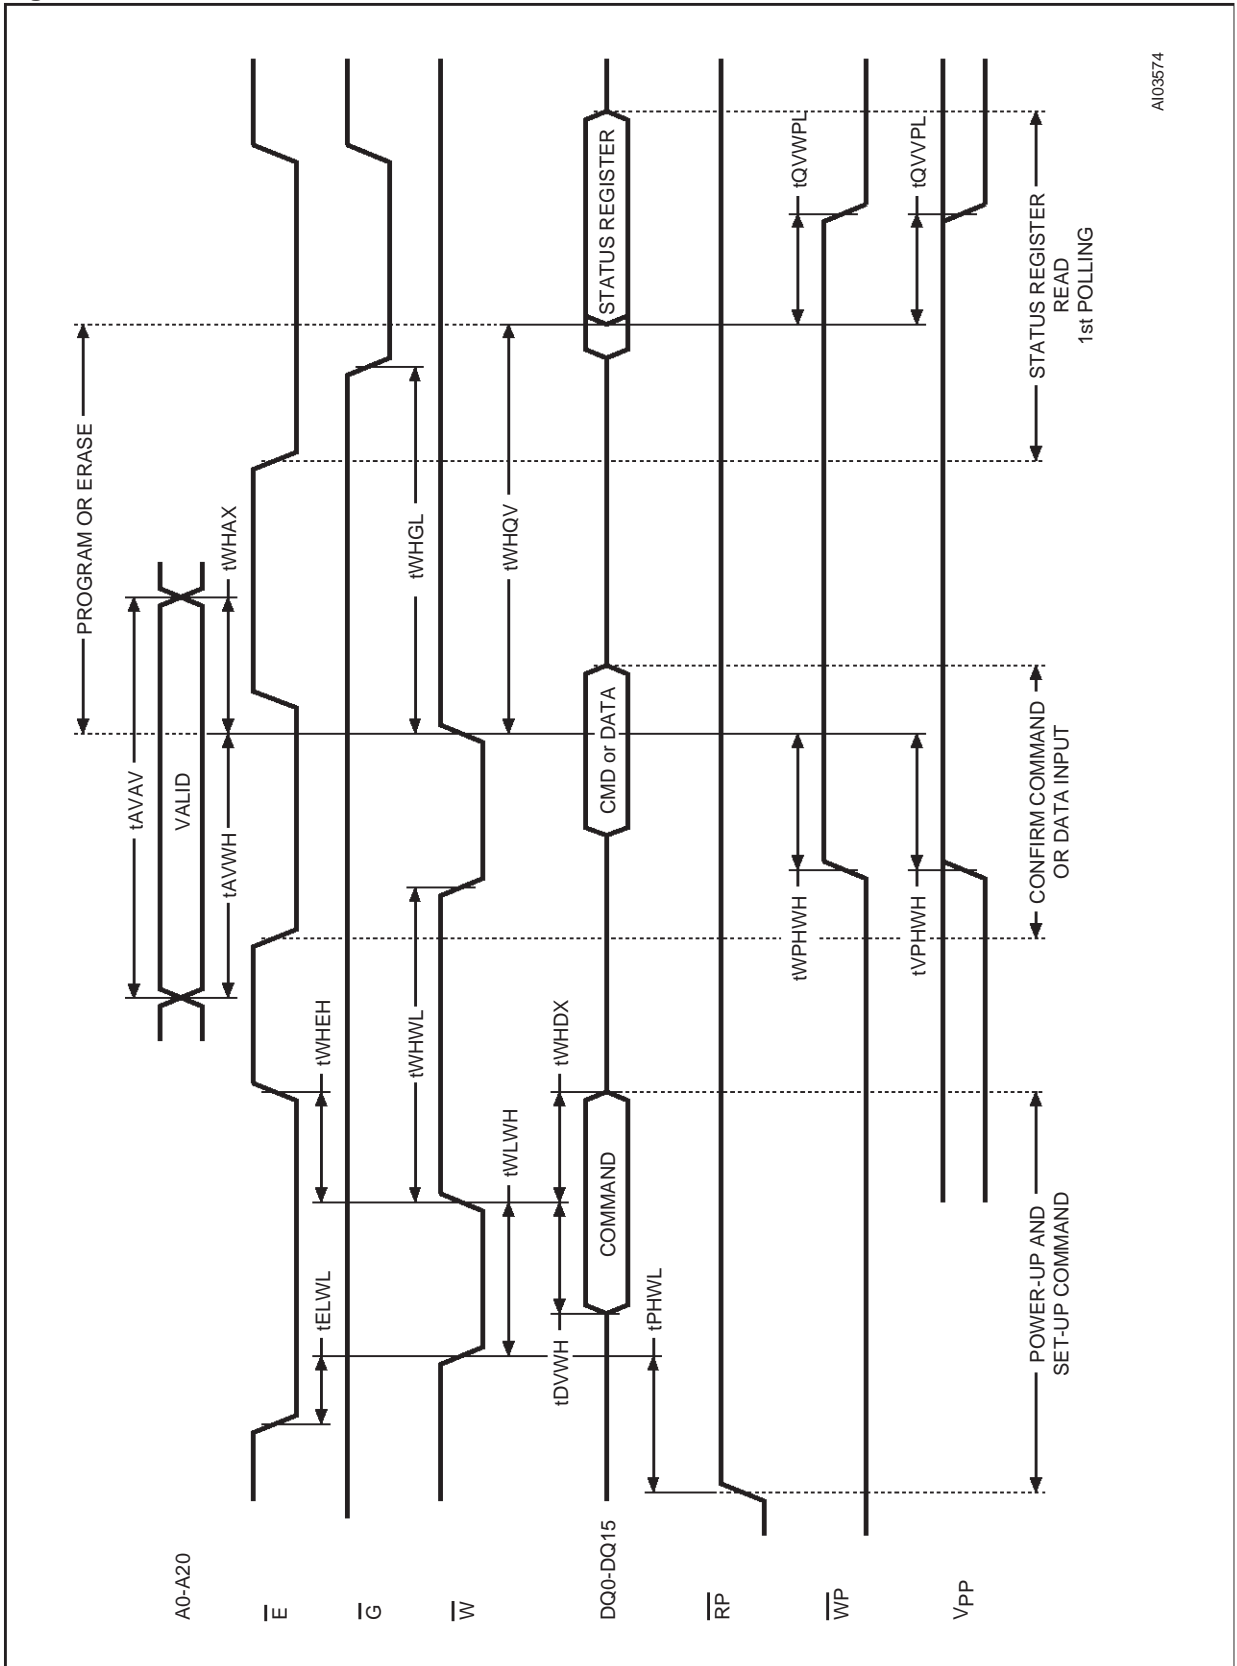 PROGRAM OR ERASE
tAVAV
A0-A20
VALID
tAVWH
tWHAX
E
tELWL
tWHEH
G
tWHWL
tWHGL
W
tWLWH
tWHQV
tDVWH
tWHDX
DQ0-DQ15
COMMAND
CMD or DATA
STATUS REGISTER
tPHWL
RP
tWPHWH
tQVWPL
WP
tVPHWH
tQVVPL
VPP
POWER-UP AND
SET-UP COMMAND
CONFIRM COMMAND
OR DATA INPUT
STATUS REGISTER
READ
1st POLLING
AI03574